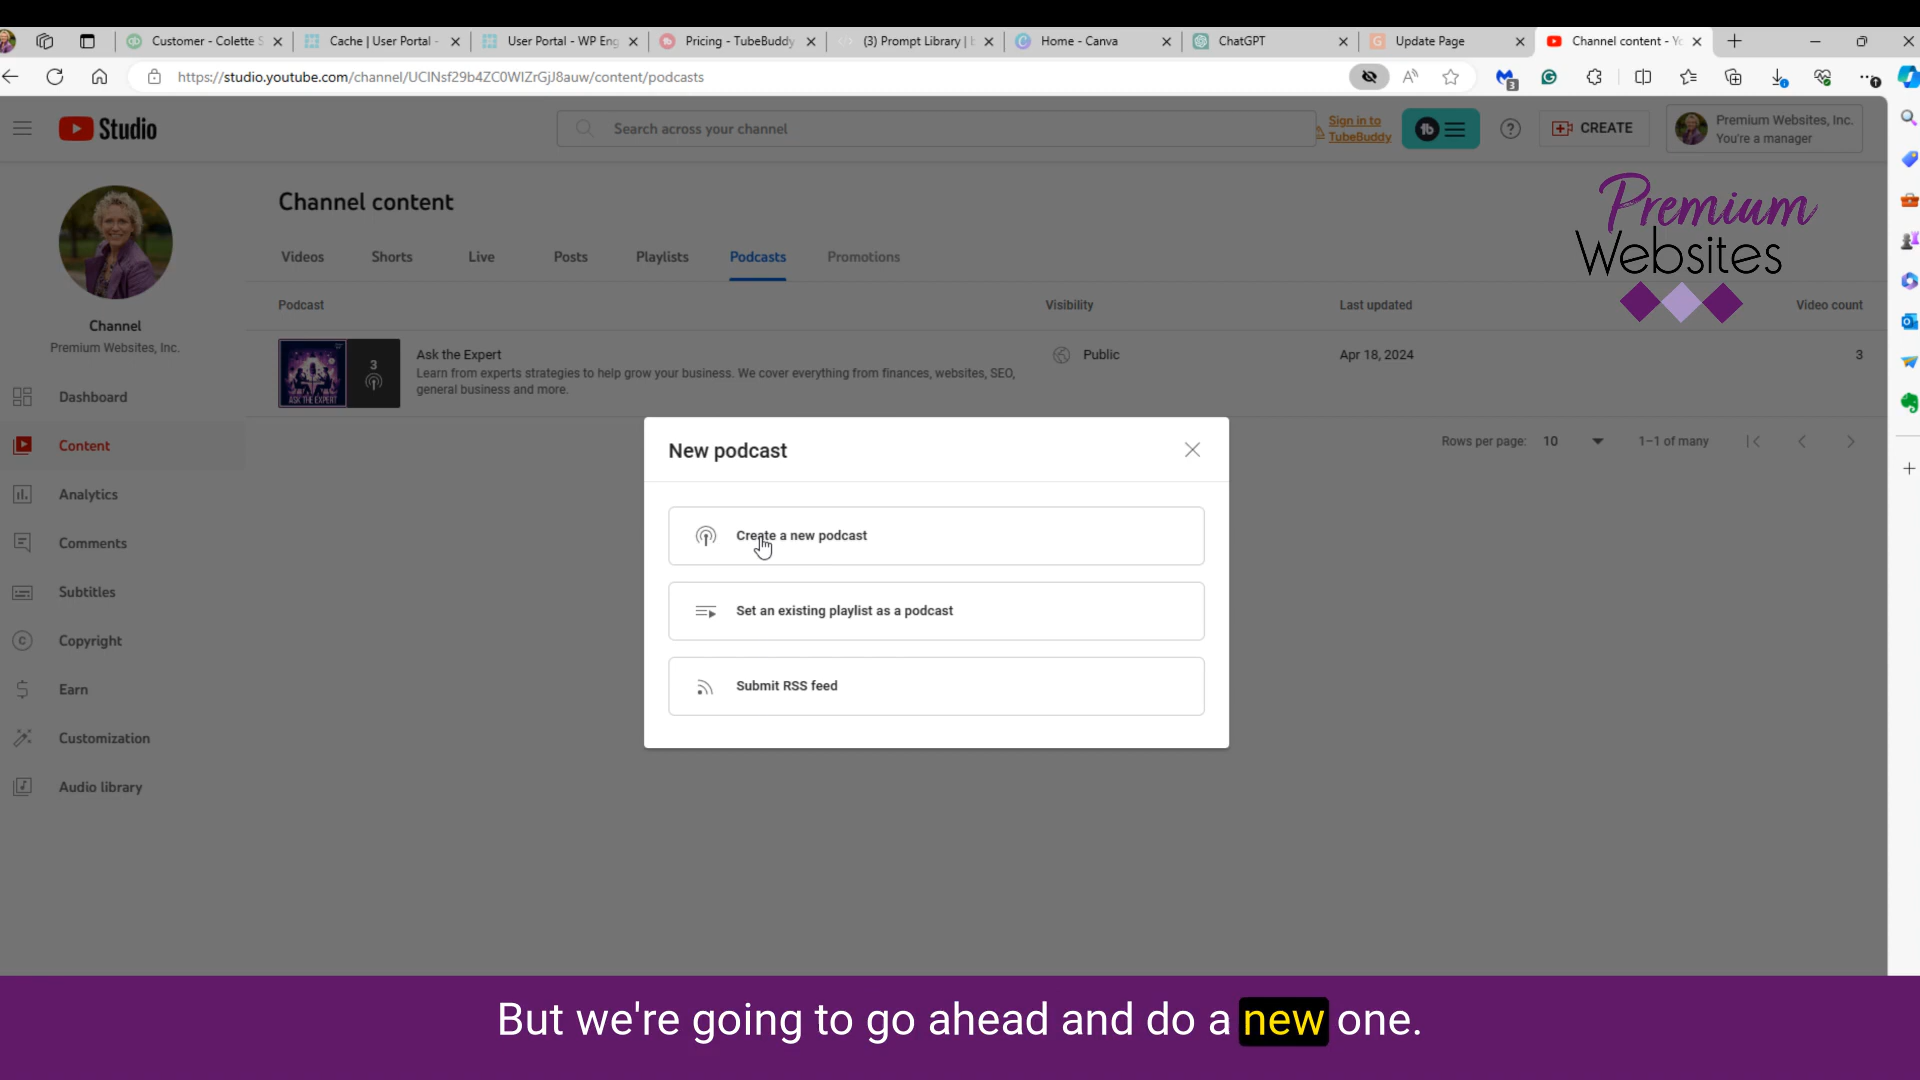 Customer - Colette S
Cache | User Portal -
User Portal - WP Eng
Pricing - TubeBuddy
(3) Prompt Library |
Home - Canva
ChatGPT
Update Page
Channel content - Yo
https://studio.youtube.com/channel/UCINsf29b4ZC0WIZrGjJ8auw/content/podcasts
3
Studio
Search across your channel
Sign in to
TubeBuddy
tb
CREATE
Premium Websites, Inc.
You're a manager
Premium
Websites
Channel content
Videos
Shorts
Live
Posts
Playlists
Podcasts
Promotions
Podcast
Visibility
Last updated
Video count
3
ASK THE EXPERT
Ask the Expert
Learn from experts strategies to help grow your business. We cover everything from finances, websites, SEO,
general business and more.
Public
Apr 18, 2024
3
Rows per page:
10
1–1 of many
Channel
Premium Websites, Inc.
Dashboard
Content
Analytics
Comments
Subtitles
Copyright
Earn
Customization
Audio library
New podcast
Create a new podcast
Set an existing playlist as a podcast
Submit RSS feed
But we're going to go ahead and do a new one.